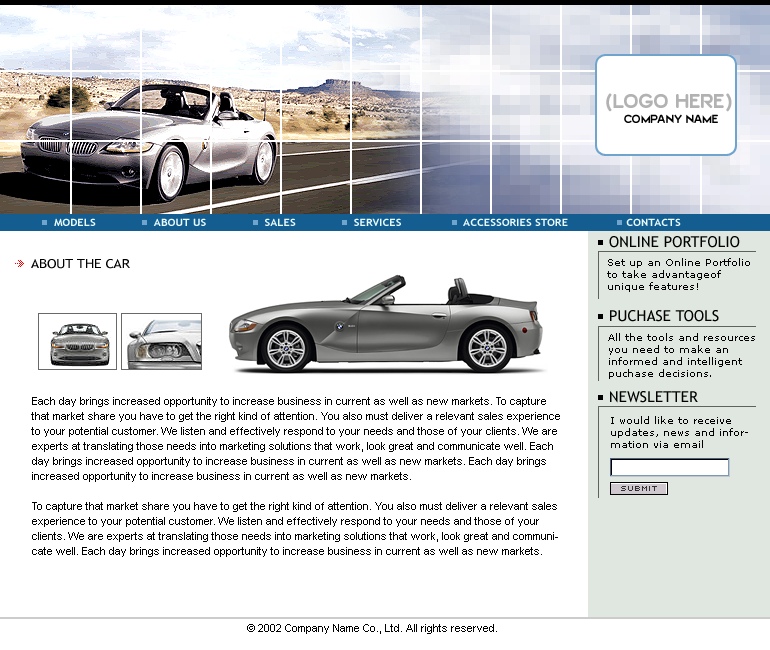 (LOGO HERE)
COMPANY NAME
MODELS
ABOUT US
SALES
SERVICES
ACCESSORIES STORE
CONTACTS
ABOUT THE CAR
Each day brings increased opportunity to increase business in current as well as new markets. To capture
that market share you have to get the right kind of attention. You also must deliver a relevant sales experience
to your potential customer. We listen and effectively respond to your needs and those of your clients. We are
experts at translating those needs into marketing solutions that work, look great and communicate well. Each
day brings increased opportunity to increase business in current as well as new markets. Each day brings
increased opportunity to increase business in current as well as new markets.
To capture that market share you have to get the right kind of attention. You also must deliver a relevant sales
experience to your potential customer. We listen and effectively respond to your needs and those of your
clients. We are experts at translating those needs into marketing solutions that work, look great and communi-
cate well. Each day brings increased opportunity to increase business in current as well as new markets.
ONLINE PORTFOLIO
Set up an Online Portfolio
to take advantageof
unique features!
PUCHASE TOOLS
All the tools and resources
you need to make an
informed and intelligent
puchase decisions.
NEWSLETTER
I would like to receive
updates, news and infor-
mation via email
SUBMIT
© 2002 Company Name Co., Ltd. All rights reserved.